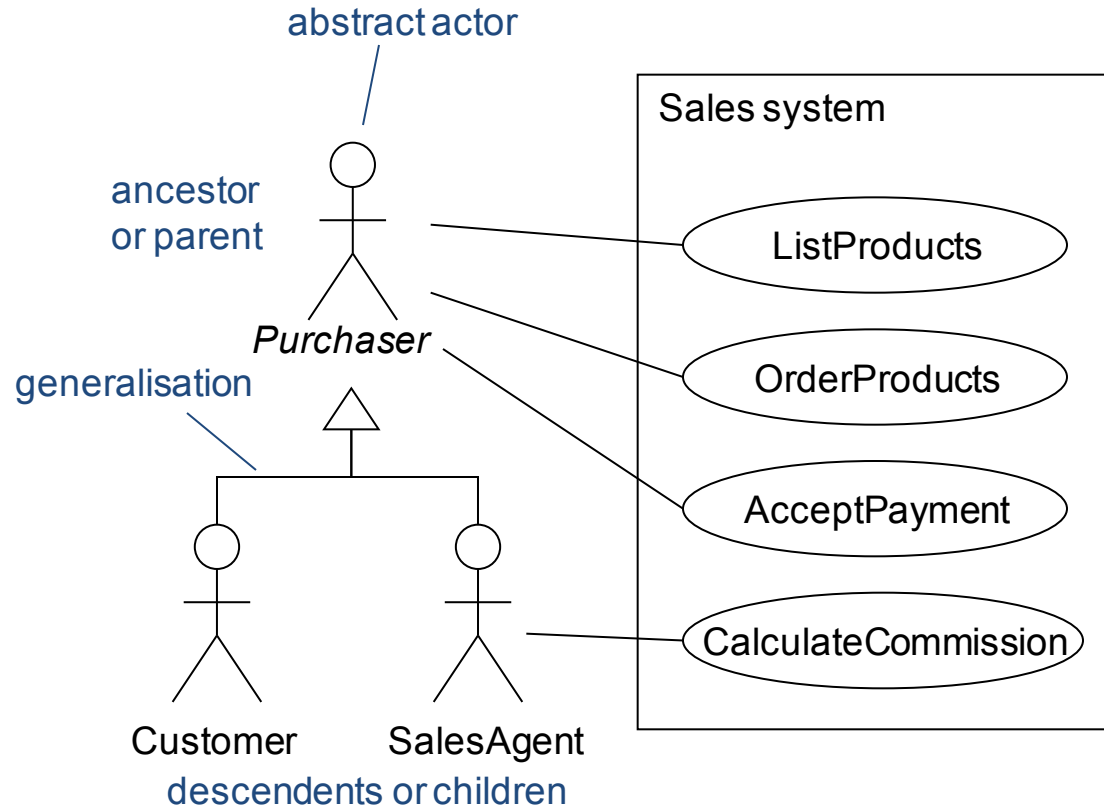 abstract actor
Sales system
ancestor
or parent
ListProducts
Purchaser
OrderProducts
generalisation
AcceptPayment
CalculateCommission
Customer
SalesAgent
descendents or children